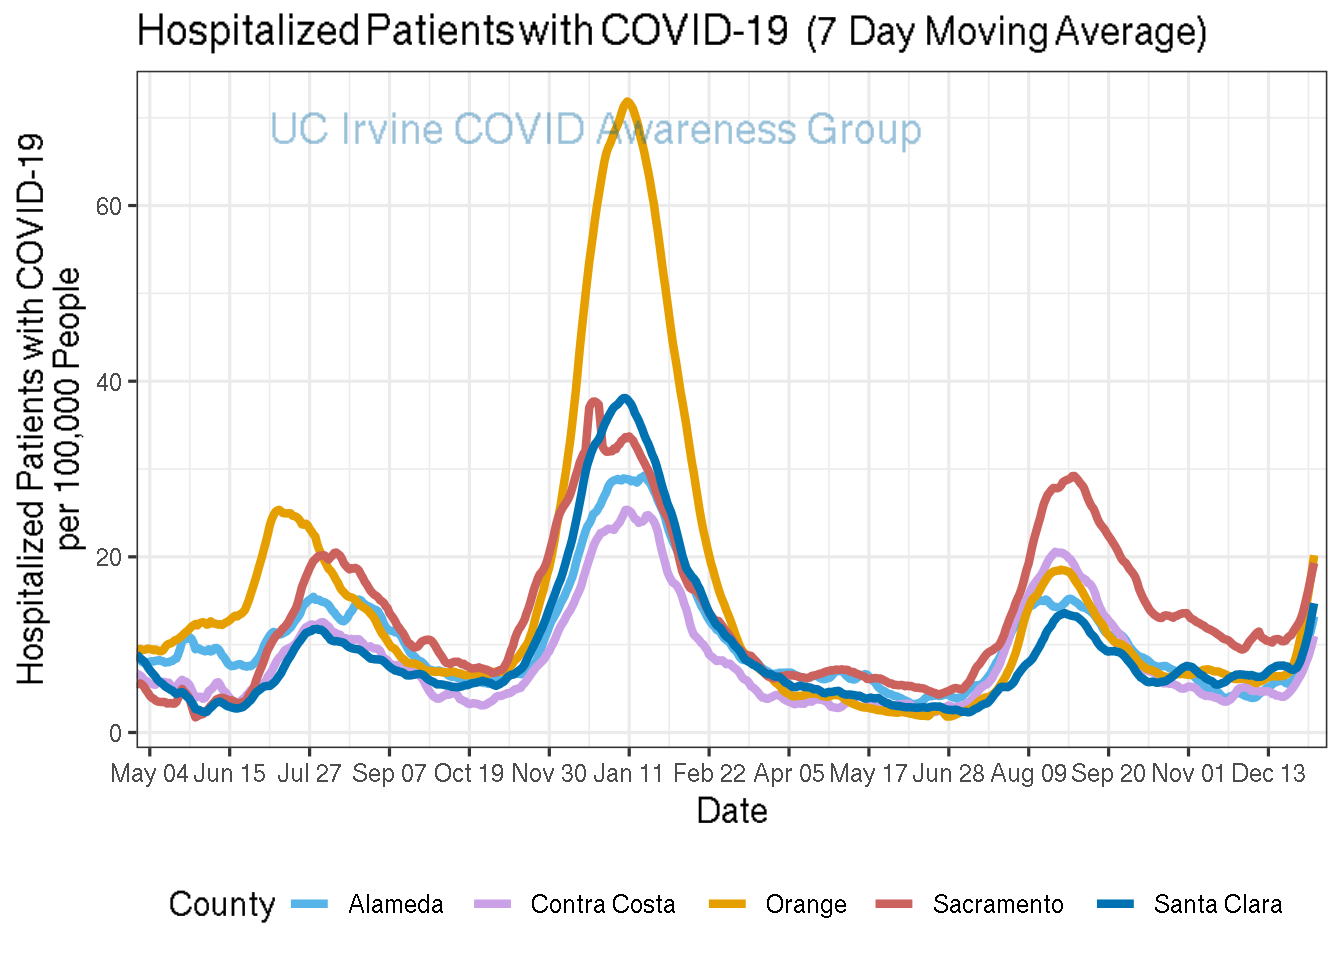 Hospitalized Patients with COVID-19 (7 Day Moving Average)
UC Irvine COVID Awareness Group
Hospitalized Patients with COVID-19
per 100,000 People
60
40
20
0
May 04 Jun 15 Jul 27 Sep 07 Oct 19 Nov 30 Jan 11 Feb 22 Apr 05 May 17 Jun 28 Aug 09 Sep 20 Nov 01 Dec 13
Date
County Alameda Contra Costa Orange Sacramento Santa Clara